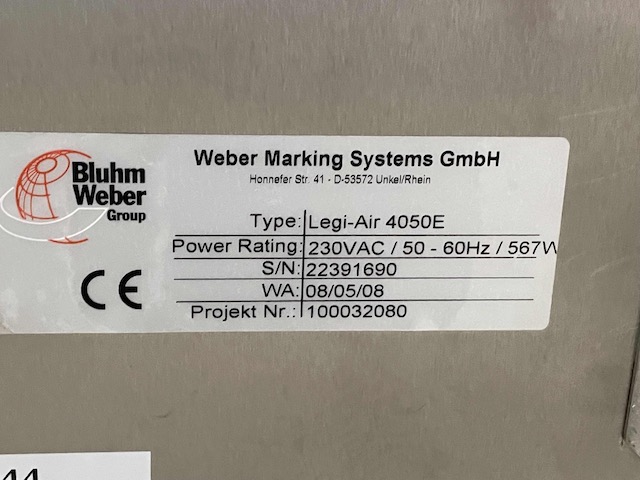 Bluhm
Weber
Group
Weber Marking Systems GmbH
Honnefer Str. 41 - D-53572 Unkel/Rhein
Type: Legi-Air 4050E
Power Rating: 230VAC / 50 - 60Hz / 567W
S/N: 22391690
WA: 08/05/08
Projekt Nr.: 100032080
CE
44